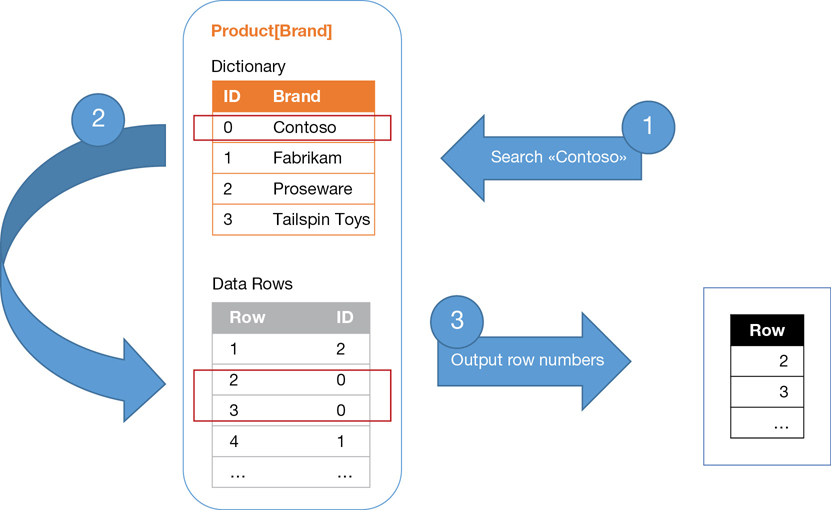 Product[Brand]
Dictionary
ID Brand
0 Contoso
1 Fabrikam
2 Proseware
3 Tailspin Toys
1
Search «Contoso»
2
Data Rows
Row ID
1 2
2 0
3 0
4 1
... ...
3
Output row numbers
Row
2
3
...